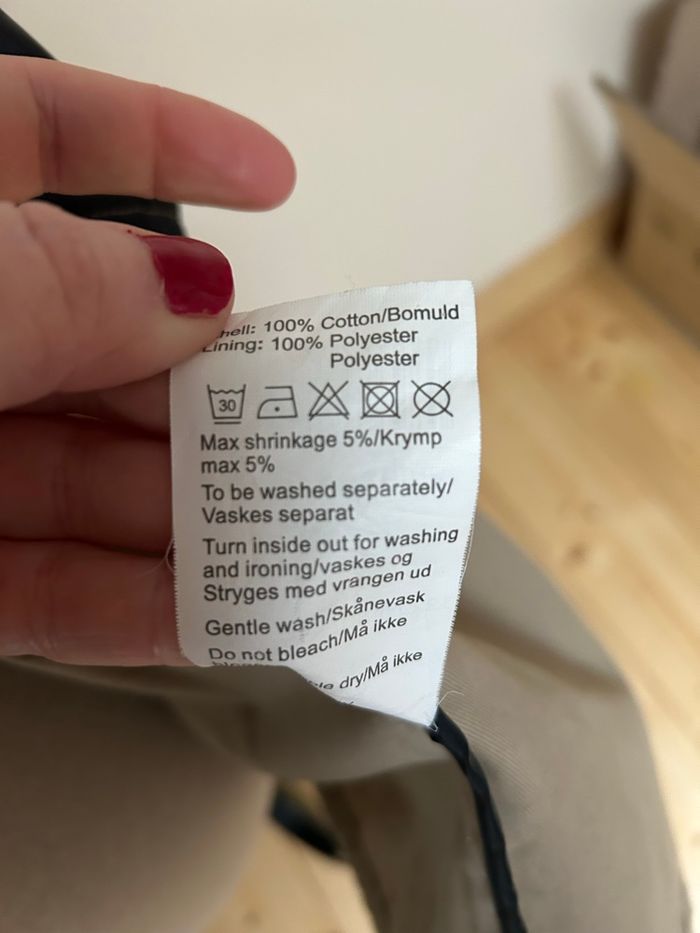 hell: 100% Cotton/Bomuld
Lining: 100% Polyester
Polyester
30
Max shrinkage 5%/Krymp
max 5%
To be washed separately/
Vaskes separat
Turn inside out for washing
and ironing/vaskes og
Stryges med vrangen ud
Gentle wash/Skånevask
Do not bleach/Må ikke
dry/Må ikke